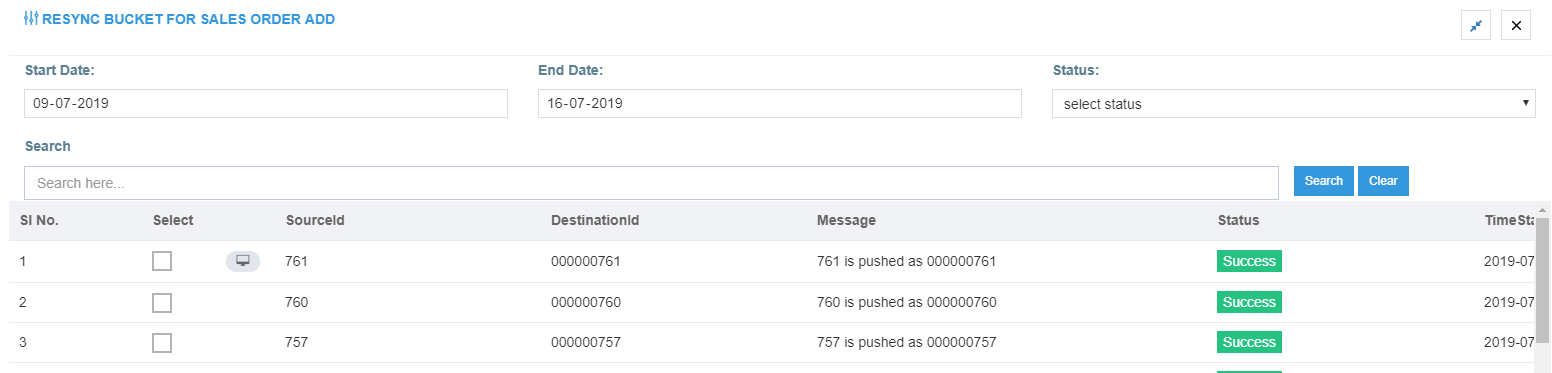 RESYNC BUCKET FOR SALES ORDER ADD
Start Date: End Date: Status:
09-07-2019 16-07-2019 select status
Search
Search here... Search Clear
SI No. Select SourceId DestinationId Message Status TimeSta
1 761 000000761 761 is pushed as 000000761 Success 2019-07
2 760 000000760 760 is pushed as 000000760 Success 2019-07
3 757 000000757 757 is pushed as 000000757 Success 2019-07